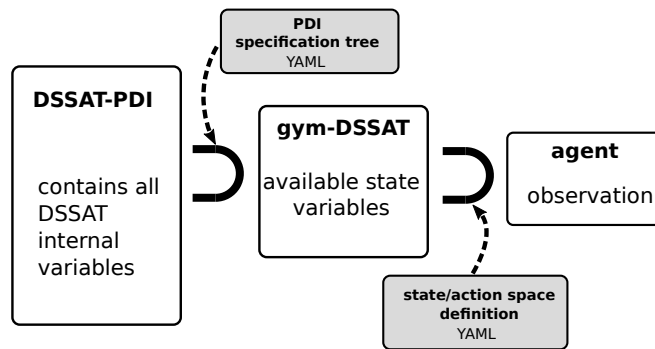 PDI
specification tree
YAML
DSSAT-PDI
contains all
DSSAT
internal
variables
gym-DSSAT
available state
variables
agent
observation
state/action space
definition
YAML